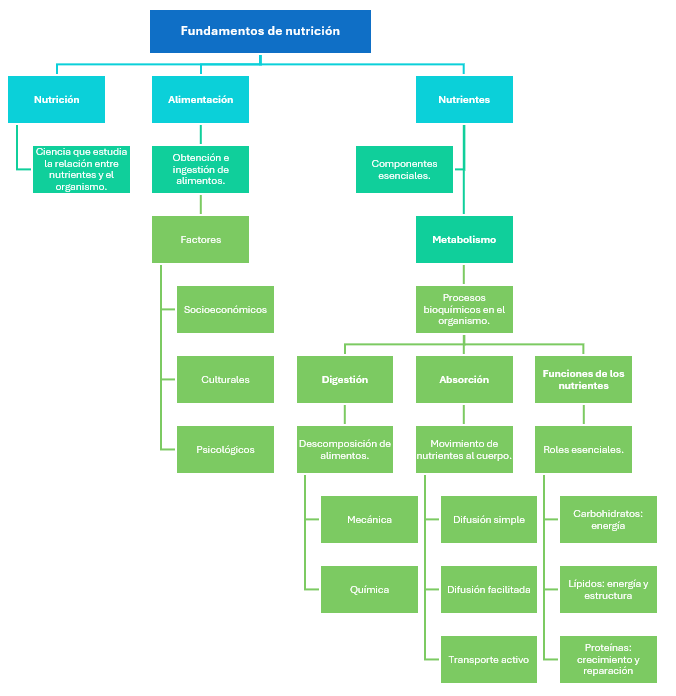 Fundamentos de nutrición
Nutrición
Alimentación
Nutrientes
Ciencia que estudia
la relación entre
nutrientes y el
organismo.
Obtención e
ingestión de
alimentos.
Componentes
esenciales.
Factores
Metabolismo
Socioeconómicos
Procesos
bioquímicos en el
organismo.
Culturales
Digestión
Absorción
Funciones de los
nutrientes
Psicológicos
Descomposición de
alimentos.
Movimiento de
nutrientes al cuerpo.
Roles esenciales.
Mecánica
Difusión simple
Carbohidratos:
energía
Química
Difusión facilitada
Lípidos: energía y
estructura
Transporte activo
Proteínas:
crecimiento y
reparación